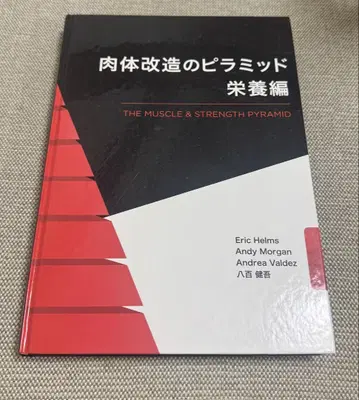 肉体改造のピラミッド
栄養編
THE MUSCLE & STRENGTH PYRAMID
Eric Helms
Andy Morgan
Andrea Valdez
八百 健吾